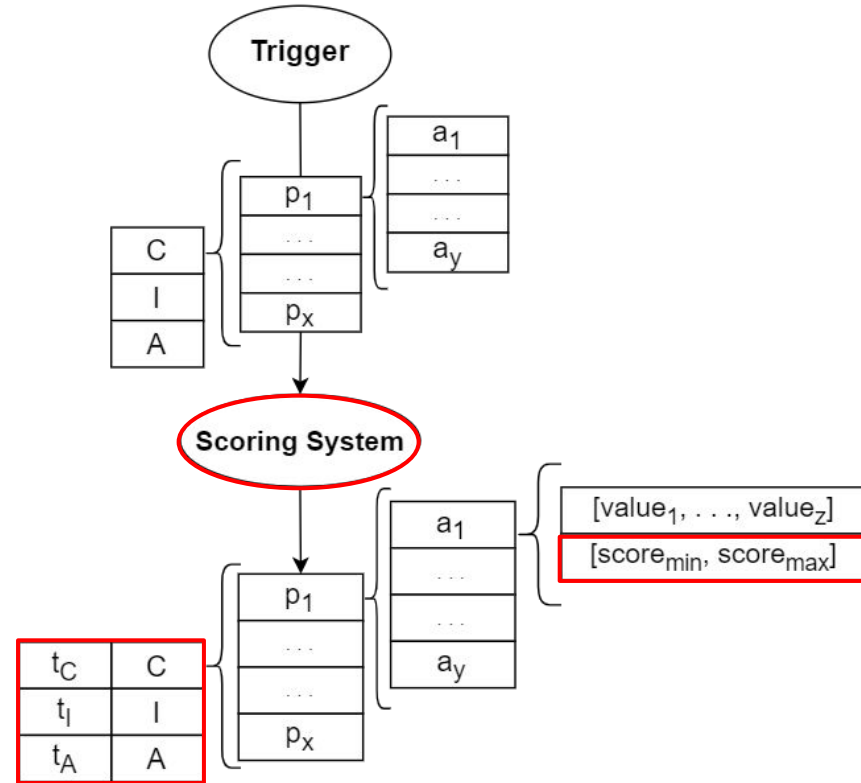 Trigger
a1
. . .
. . .
ay
p1
. . .
. . .
px
C
I
A
Scoring System
[value1, . . ., valuez]
[scoremin, scoremax]
a1
. . .
. . .
ay
p1
. . .
. . .
px
tC C
tI I
tA A